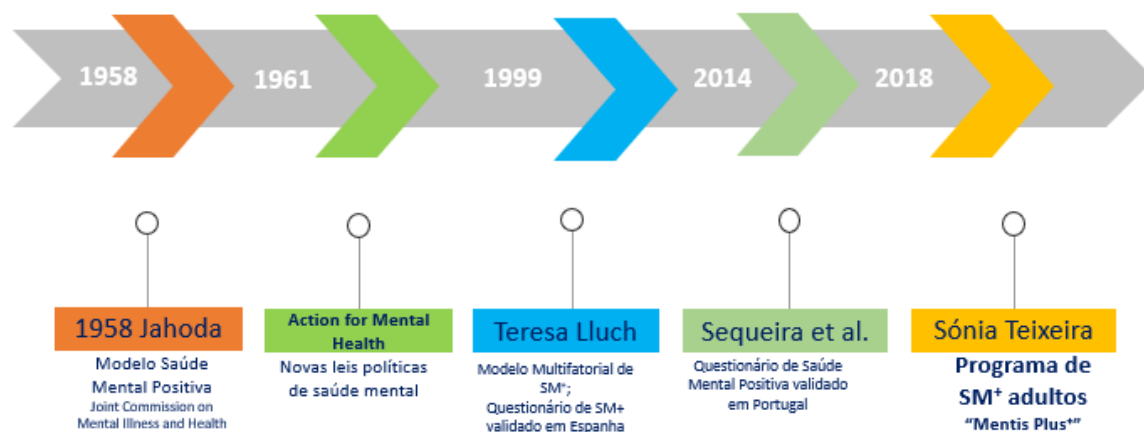 1958
1961
1999
2014
2018
1958 Jahoda
Modelo Saúde
Mental Positiva
Joint Commission on
Mental Illness and Health
Action for Mental
Health
Novas leis políticas
de saúde mental
Teresa Lluch
Modelo Multifatorial de
SM⁺;
Questionário de SM+
validado em Espanha
Sequeira et al.
Questionário de Saúde
Mental Positiva validado
em Portugal
Sónia Teixeira
Programa de
SM⁺ adultos
“Mentis Plus⁺”